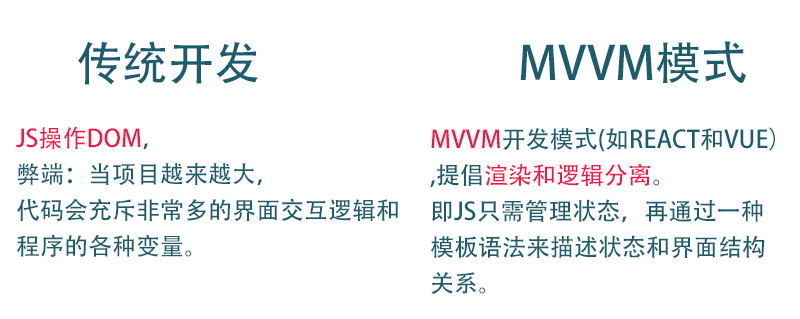 传统开发
JS操作DOM,
弊端：当项目越来越大，
代码会充斥非常多的界面交互逻辑和
程序的各种变量。
MVVM模式
MVVM开发模式(如REACT和VUE）
,提倡渲染和逻辑分离。
即JS只需管理状态，再通过一种
模板语法来描述状态和界面结构
关系。